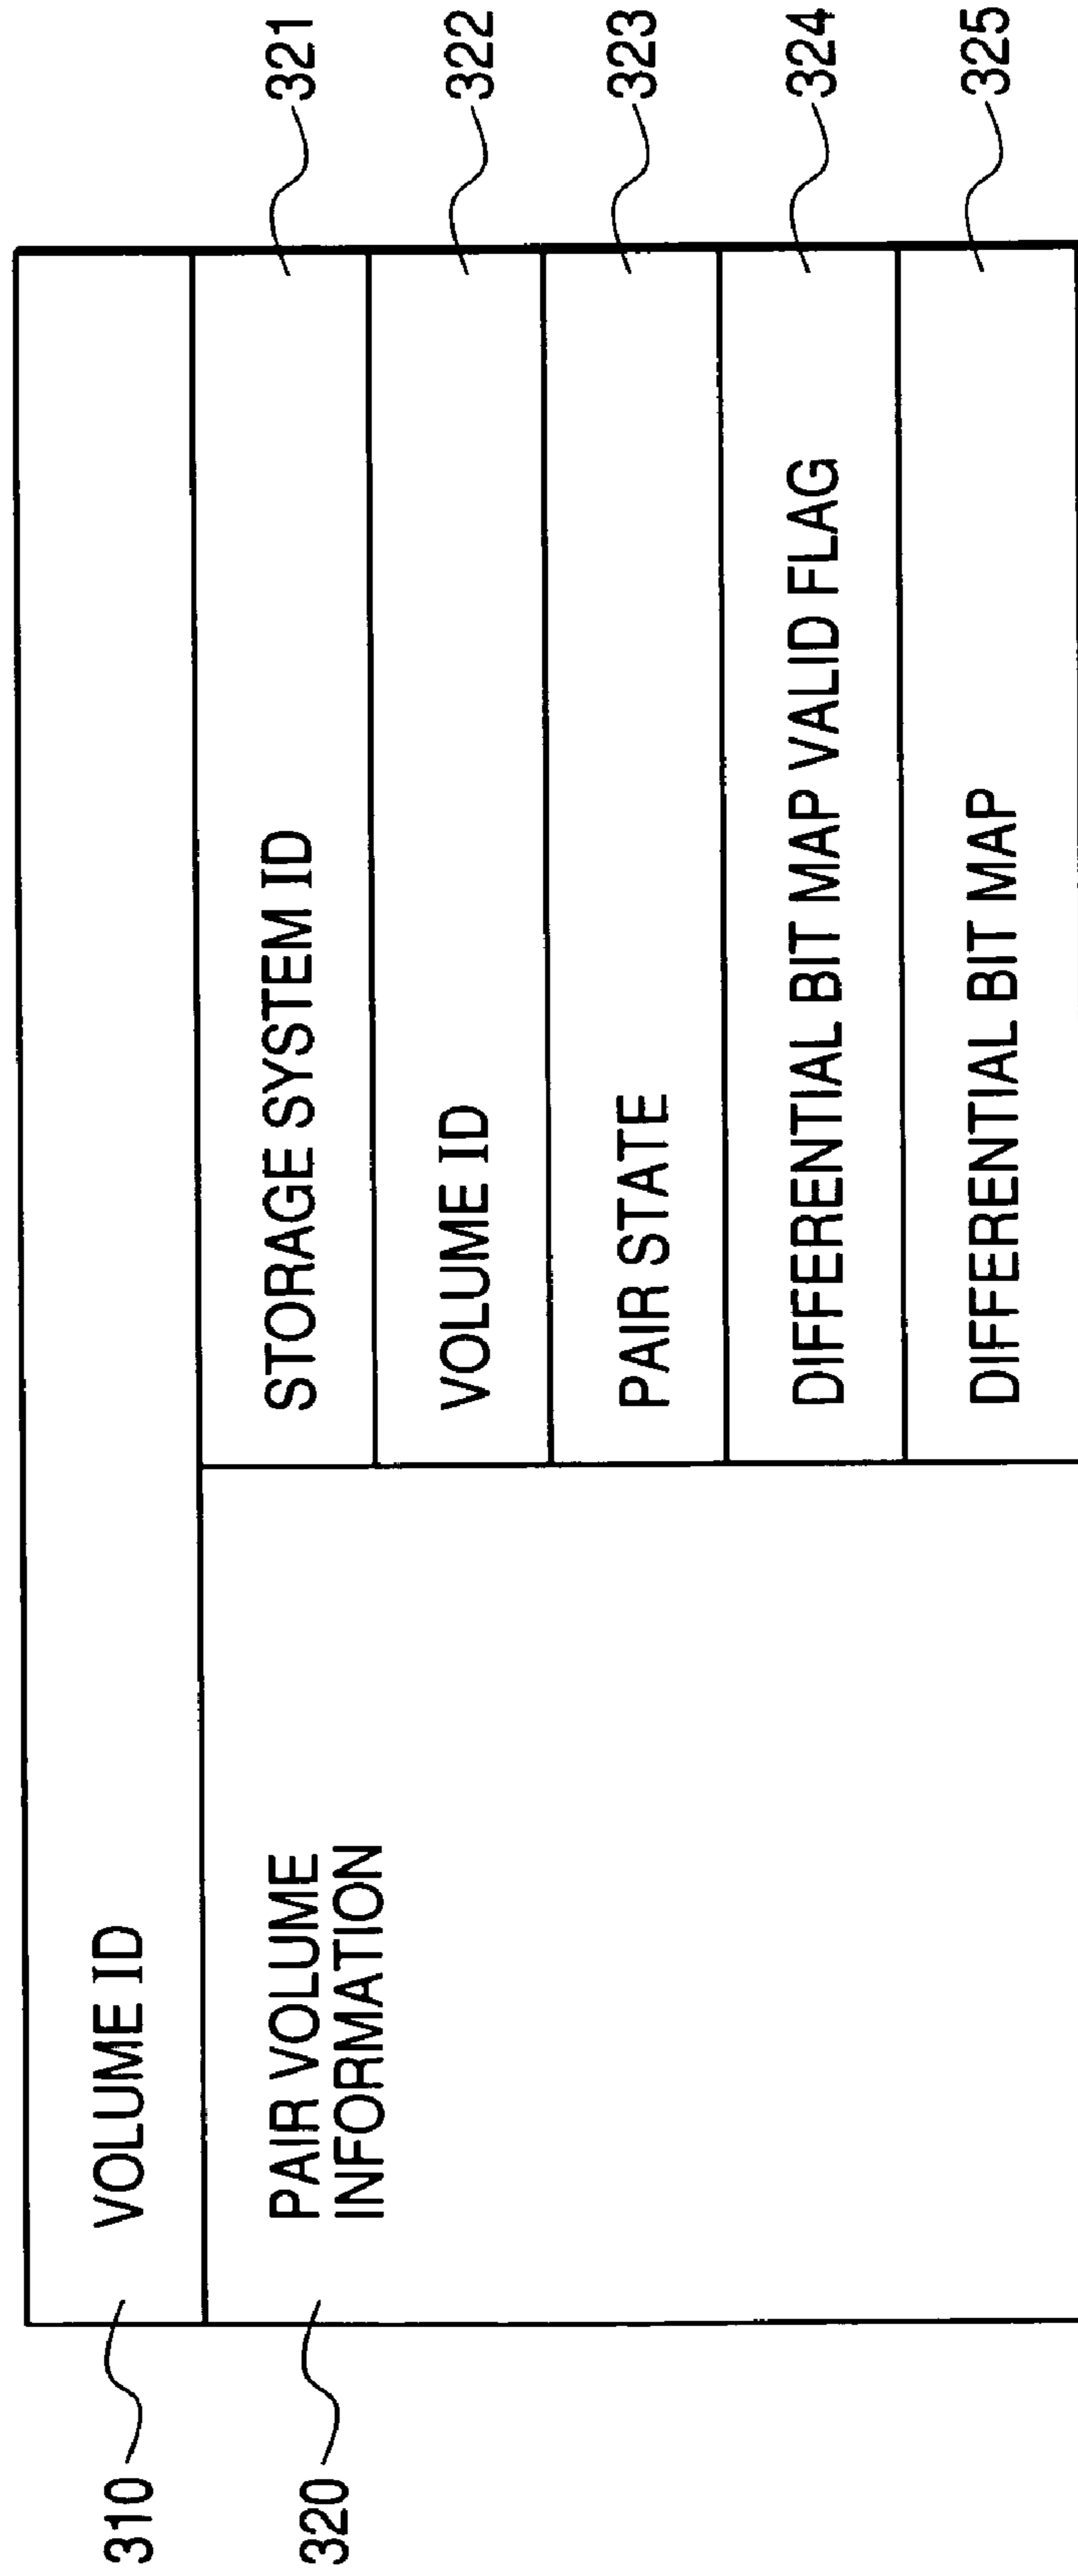 310
VOLUME ID
320
PAIR VOLUME
INFORMATION
STORAGE SYSTEM ID
321
VOLUME ID
322
PAIR STATE
323
DIFFERENTIAL BIT MAP VALID FLAG
324
DIFFERENTIAL BIT MAP
325